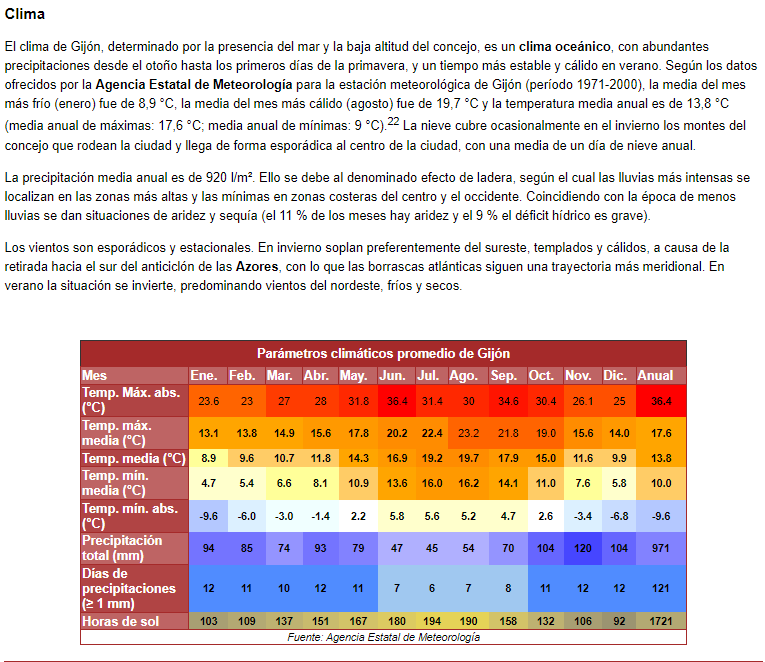 Clima
El clima de Gijón, determinado por la presencia del mar y la baja altitud del concejo, es un clima oceánico, con abundantes
precipitaciones desde el otoño hasta los primeros días de la primavera, y un tiempo más estable y cálido en verano. Según los datos
ofrecidos por la Agencia Estatal de Meteorología para la estación meteorológica de Gijón (período 1971-2000), la media del mes
más frío (enero) fue de 8,9 °C, la media del mes más cálido (agosto) fue de 19,7 °C y la temperatura media anual es de 13,8 °C
(media anual de máximas: 17,6 °C; media anual de mínimas: 9 °C).22 La nieve cubre ocasionalmente en el invierno los montes del
concejo que rodean la ciudad y llega de forma esporádica al centro de la ciudad, con una media de un día de nieve anual.
La precipitación media anual es de 920 l/m². Ello se debe al denominado efecto de ladera, según el cual las lluvias más intensas se
localizan en las zonas más altas y las mínimas en zonas costeras del centro y el occidente. Coincidiendo con la época de menos
lluvias se dan situaciones de aridez y sequía (el 11 % de los meses hay aridez y el 9 % el déficit hídrico es grave).
Los vientos son esporádicos y estacionales. En invierno soplan preferentemente del sureste, templados y cálidos, a causa de la
retirada hacia el sur del anticiclón de las Azores, con lo que las borrascas atlánticas siguen una trayectoria más meridional. En
verano la situación se invierte, predominando vientos del nordeste, fríos y secos.
Parámetros climáticos promedio de Gijón
Mes Ene. Feb. Mar. Abr. May. Jun. Jul. Ago. Sep. Oct. Nov. Dic. Anual
Temp. Máx. abs.
(°C) 23.6 23 27 28 31.8 36.4 31.4 30 34.6 30.4 26.1 25 36.4
Temp. máx.
media (°C) 13.1 13.8 14.9 15.6 17.8 20.2 22.4 23.2 21.8 19.0 15.6 14.0 17.6
Temp. media (°C) 8.9 9.6 10.7 11.8 14.3 16.9 19.2 19.7 17.9 15.0 11.6 9.9 13.8
Temp. mín.
media (°C) 4.7 5.4 6.6 8.1 10.9 13.6 16.0 16.2 14.1 11.0 7.6 5.8 10.0
Temp. mín. abs.
(°C) -9.6 -6.0 -3.0 -1.4 2.2 5.8 5.6 5.2 4.7 2.6 -3.4 -6.8 -9.6
Precipitación
total (mm) 94 85 74 93 79 47 45 54 70 104 120 104 971
Días de
precipitaciones
(≥ 1 mm) 12 11 10 12 11 7 6 7 8 11 12 12 121
Horas de sol 103 109 137 151 167 180 194 190 158 132 106 92 1721
Fuente: Agencia Estatal de Meteorología